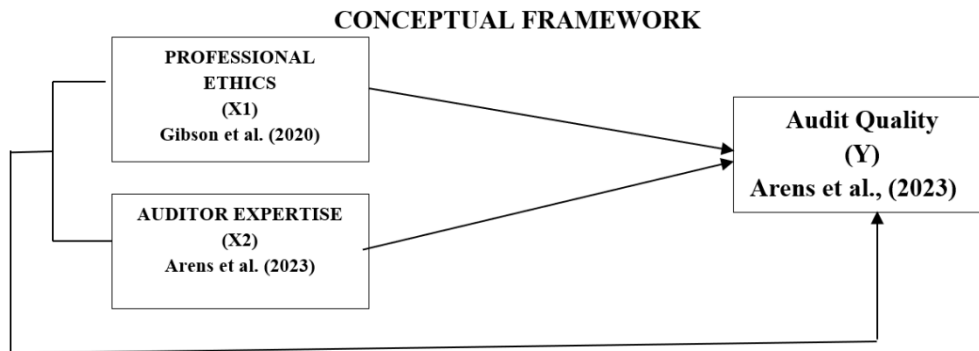 CONCEPTUAL FRAMEWORK
PROFESSIONAL
ETHICS
(X1)
Gibson et al. (2020)
AUDITOR EXPERTISE
(X2)
Arens et al. (2023)
Audit Quality
(Y)
Arens et al., (2023)